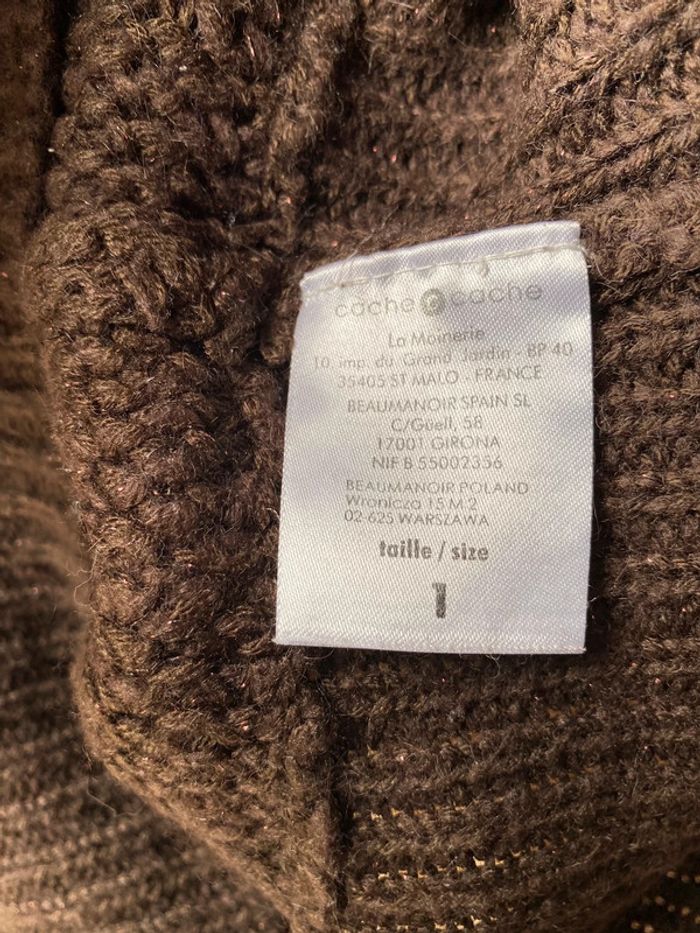 cache cache
La Moinerie
10, imp. du Grand Jardin - BP 40
35405 ST MALO - FRANCE
BEAUMANOIR SPAIN SL
C/Güell, 58
17001 GIRONA
NIF B 55002356
BEAUMANOIR POLAND
Wronicza 15 M 2
02-625 WARSZAWA
taille / size
1